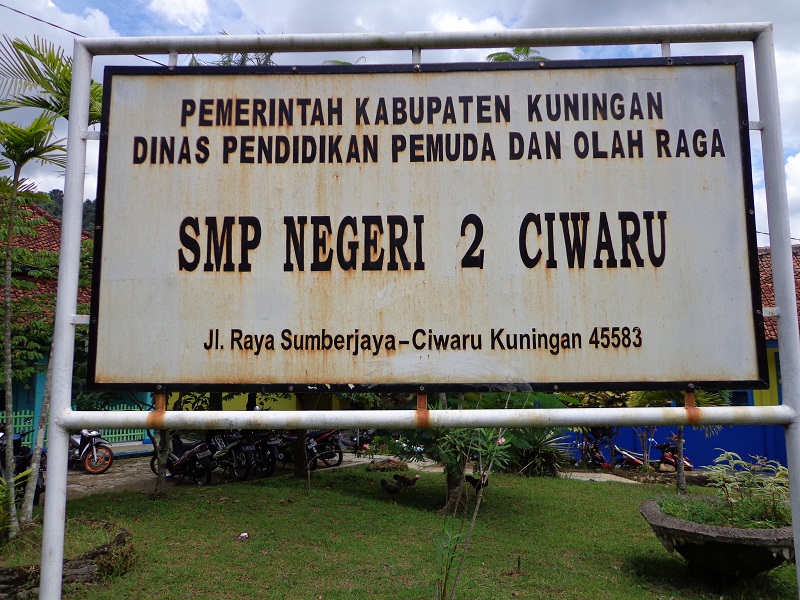 PEMERINTAH KABUPATEN KUNINGAN
DINAS PENDIDIKAN PEMUDA DAN OLAH RAGA
SMP NEGERI 2 CIWARU
Jl. Raya Sumberjaya – Ciwaru Kuningan 45583